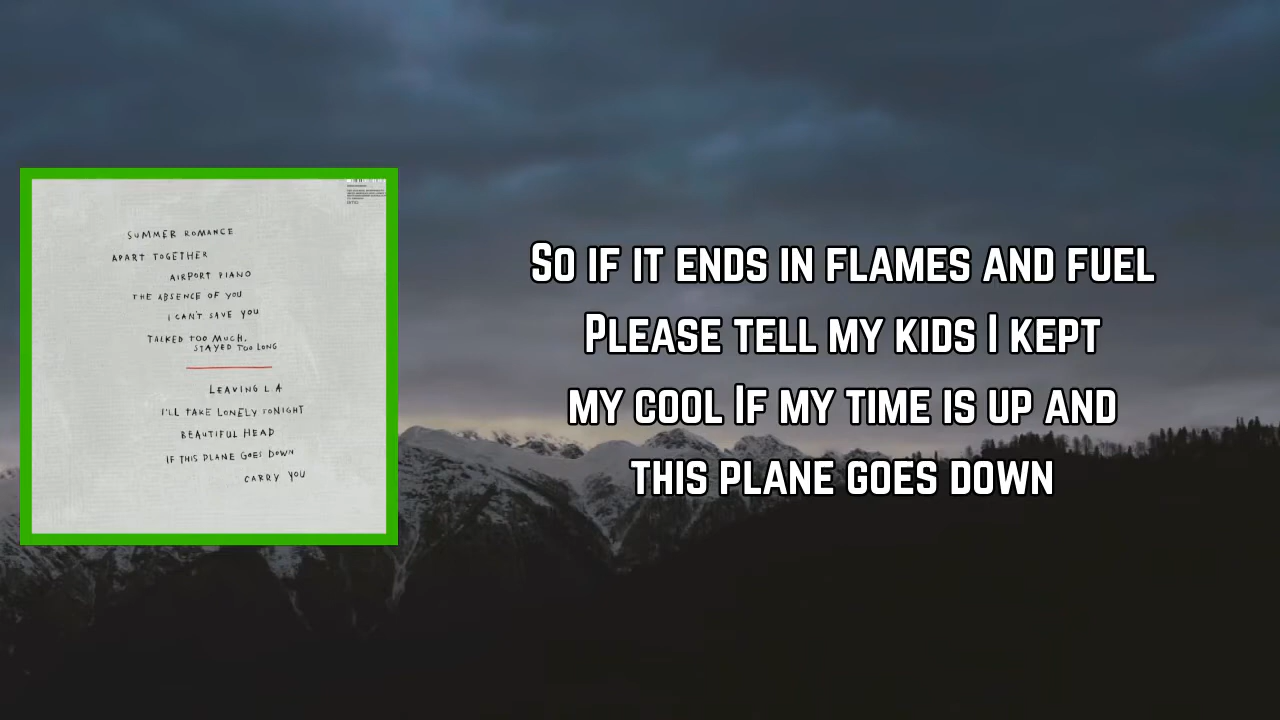 SUMMER ROMANCE
APART TOGETHER
AIRPORT PIANO
THE ABSENCE OF YOU
I CAN'T SAVE YOU
TALKED TOO MUCH,
STAYED TOO LONG
LEAVING LA
I'LL TAKE LONELY TONIGHT
BEAUTIFUL HEAD
IF THIS PLANE GOES DOWN
CARRY YOU
So if it ends in flames and fuel
Please tell my kids I kept
my cool If my time is up and
this plane goes down